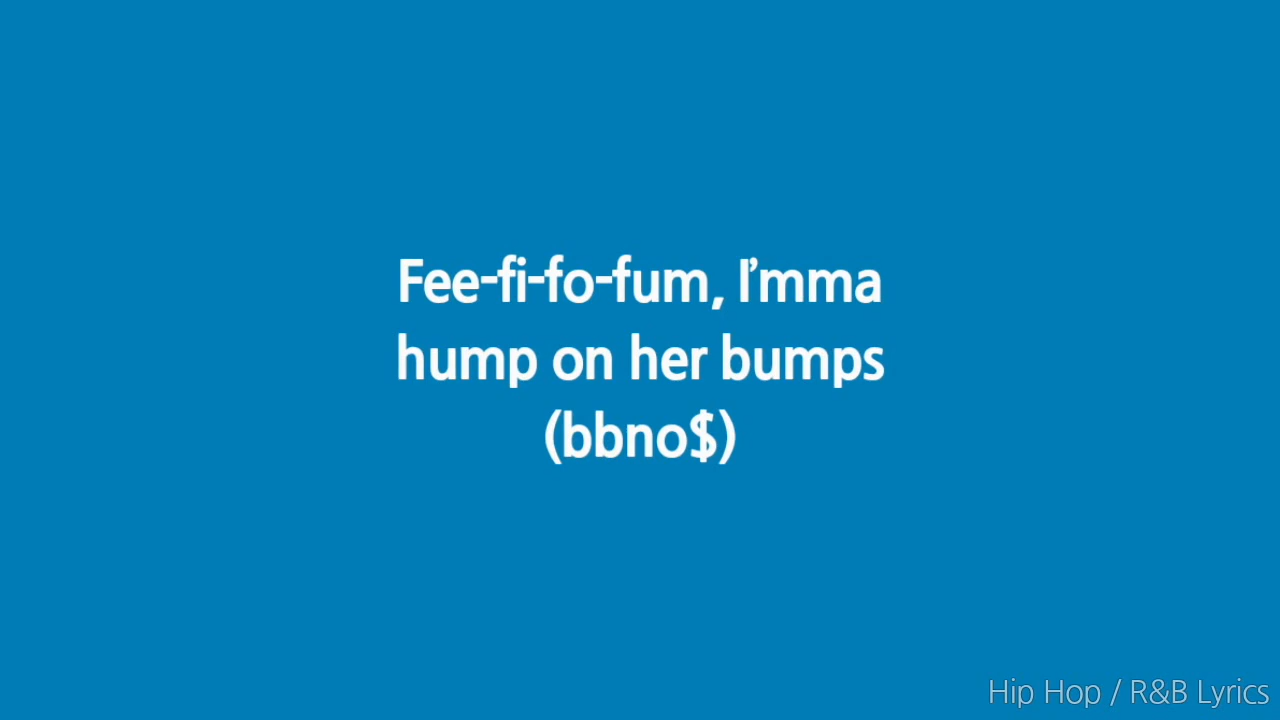 Fee-fi-fo-fum, I’mma
hump on her bumps
(bbno$)
Hip Hop / R&B Lyrics